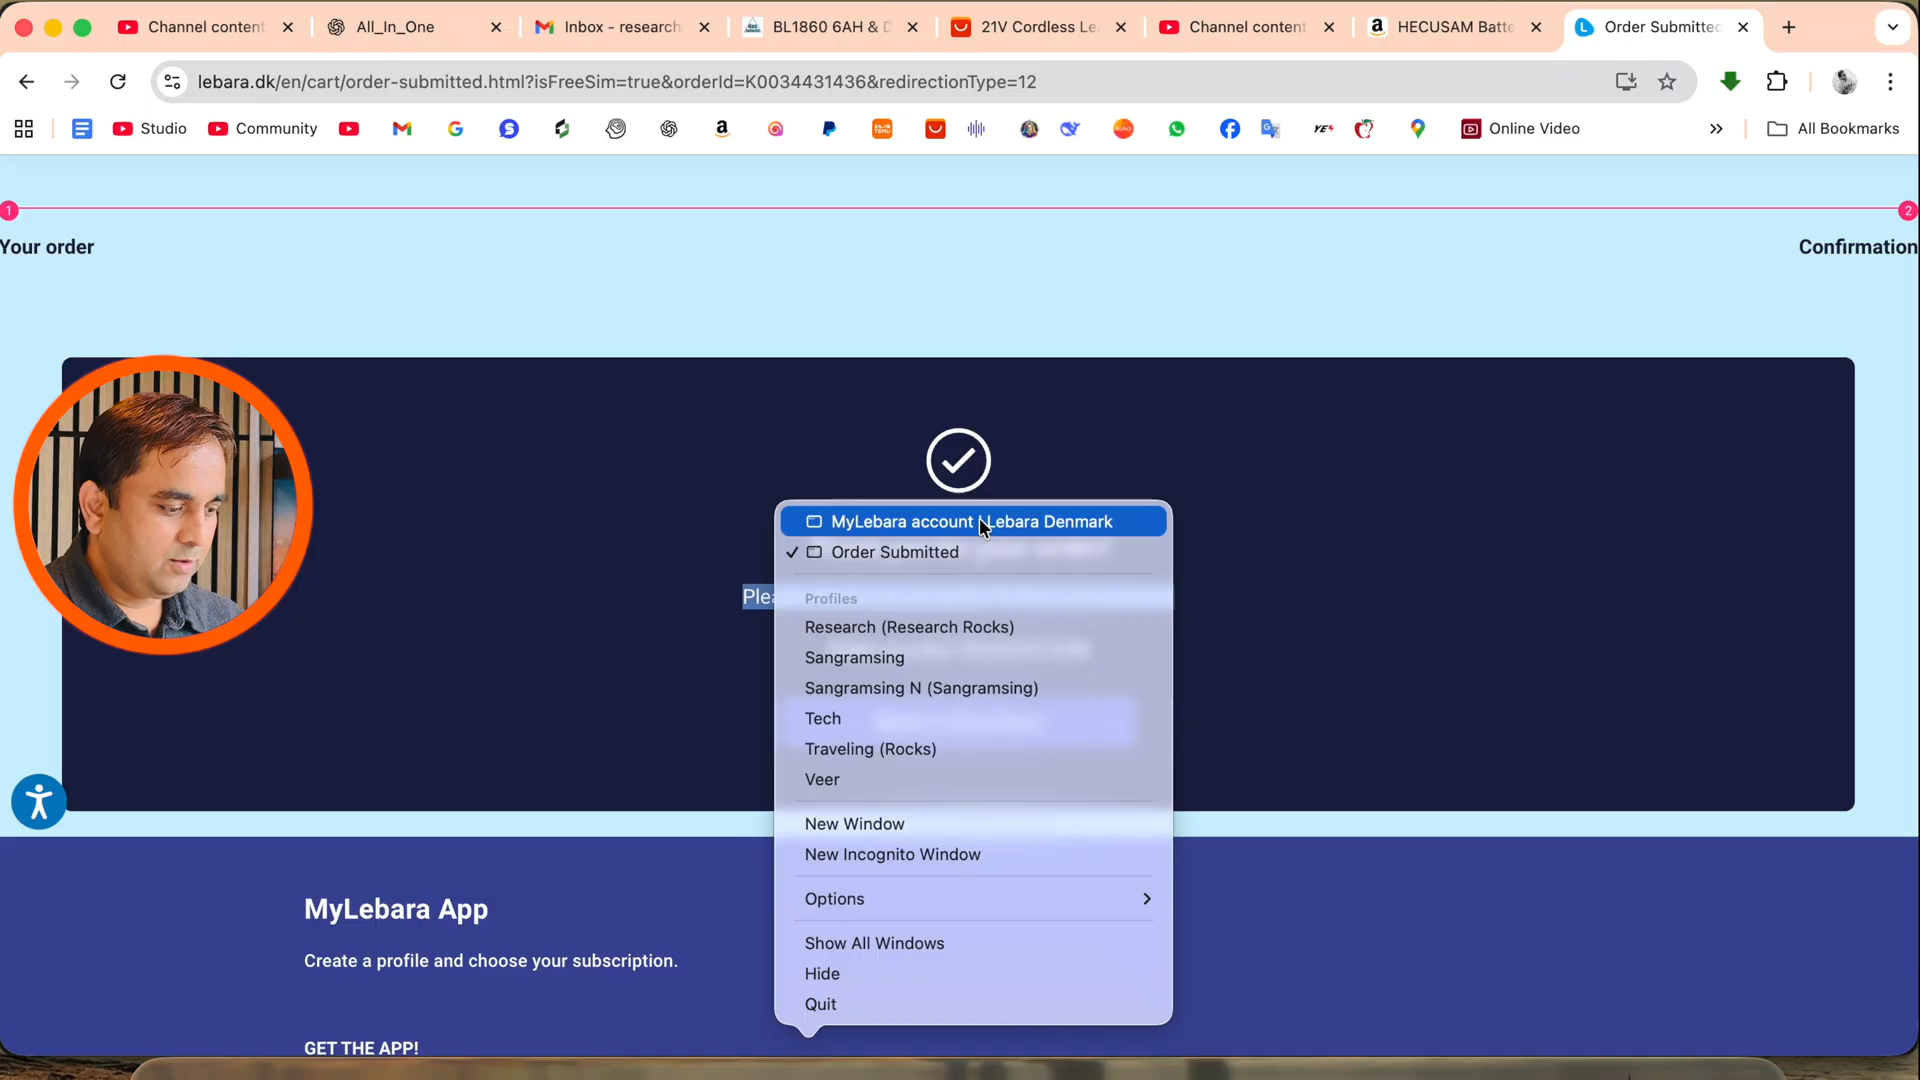 Channel content
All_In_One
Inbox - research
BL1860 6AH & D
21V Cordless Le
Channel content
HECUSAM Batte
Order Submitted
lebara.dk/en/cart/order-submitted.html?isFreeSim=true&orderId=K0034431436&redirectionType=12
Studio
Community
Online Video
All Bookmarks
1
2
Your order
Confirmation
MyLebara account | Lebara Denmark
Order Submitted
Plea
Profiles
Research (Research Rocks)
Sangramsing
Sangramsing N (Sangramsing)
Tech
Traveling (Rocks)
Veer
New Window
New Incognito Window
Options
Show All Windows
Hide
Quit
MyLebara App
Create a profile and choose your subscription.
GET THE APP!